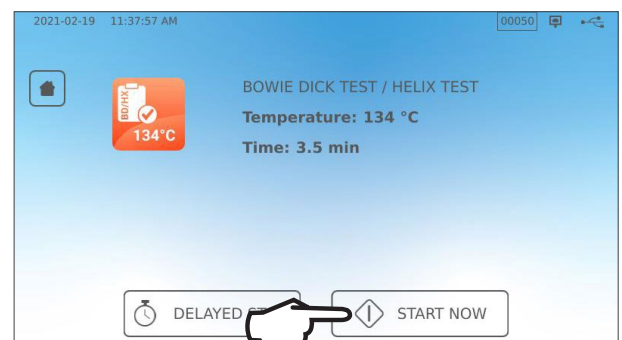 2021-02-19 11:37:57 AM 00050
BOWIE DICK TEST / HELIX TEST
Temperature: 134 °C
Time: 3.5 min
BD/HX
134°C
DELAYED
START NOW